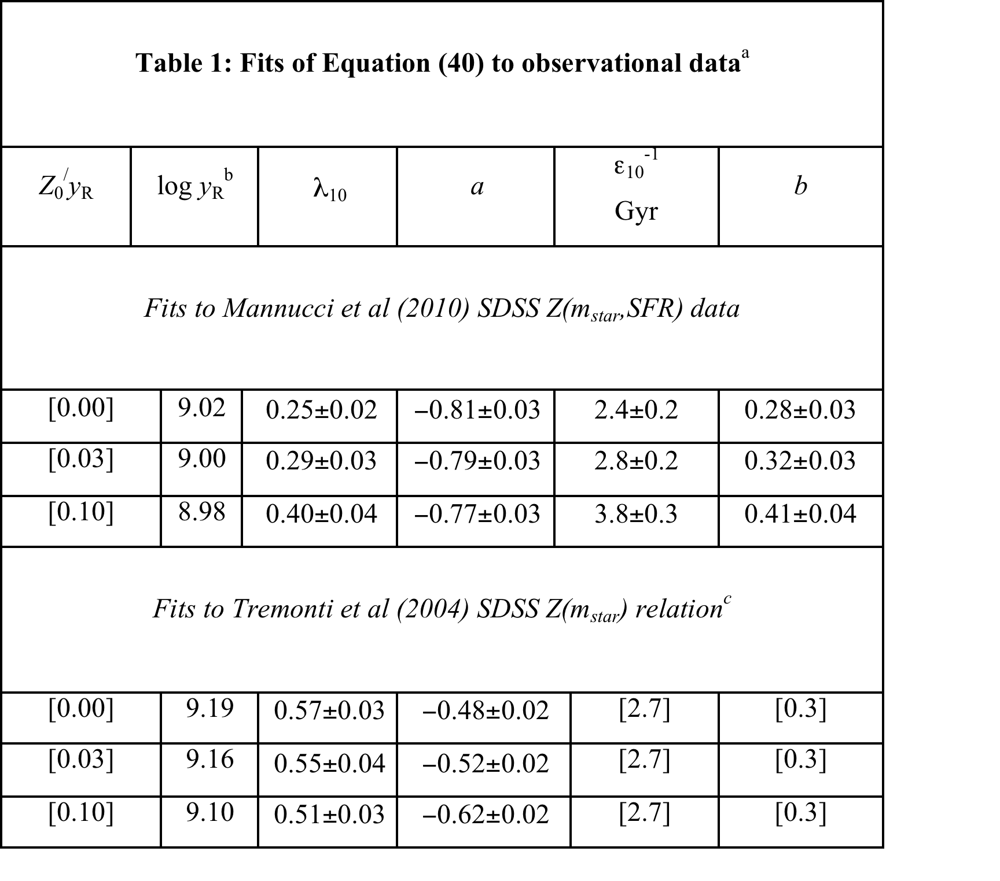 Table 1: Fits of Equation (40) to observational data^a
Z₀/y_R log y_R^b λ₁₀ a ε₁₀⁻¹ Gyr b
Fits to Mannucci et al (2010) SDSS Z(m_star,SFR) data
[0.00] 9.02 0.25±0.02 −0.81±0.03 2.4±0.2 0.28±0.03
[0.03] 9.00 0.29±0.03 −0.79±0.03 2.8±0.2 0.32±0.03
[0.10] 8.98 0.40±0.04 −0.77±0.03 3.8±0.3 0.41±0.04
Fits to Tremonti et al (2004) SDSS Z(m_star) relation^c
[0.00] 9.19 0.57±0.03 −0.48±0.02 [2.7] [0.3]
[0.03] 9.16 0.55±0.04 −0.52±0.02 [2.7] [0.3]
[0.10] 9.10 0.51±0.03 −0.62±0.02 [2.7] [0.3]